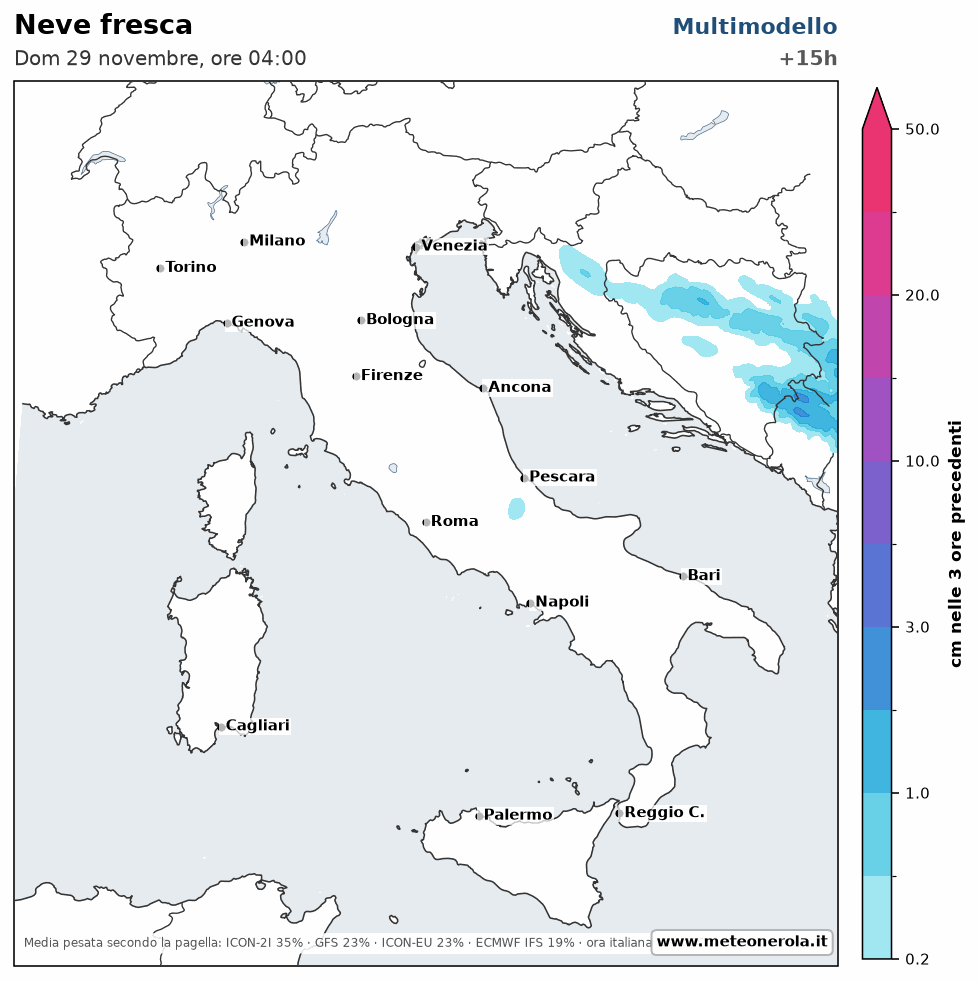 Neve fresca
Multimodello
Dom 29 novembre, ore 04:00
+15h
Milano
Venezia
Torino
Genova
Bologna
Firenze
Ancona
Pescara
Roma
Bari
Napoli
Cagliari
Palermo
Reggio C.
50.0
20.0
10.0
3.0
1.0
0.2
cm nelle 3 ore precedenti
Media pesata secondo la pagella: ICON-2I 35% · GFS 23% · ICON-EU 23% · ECMWF IFS 19% · ora italiana
www.meteonerola.it